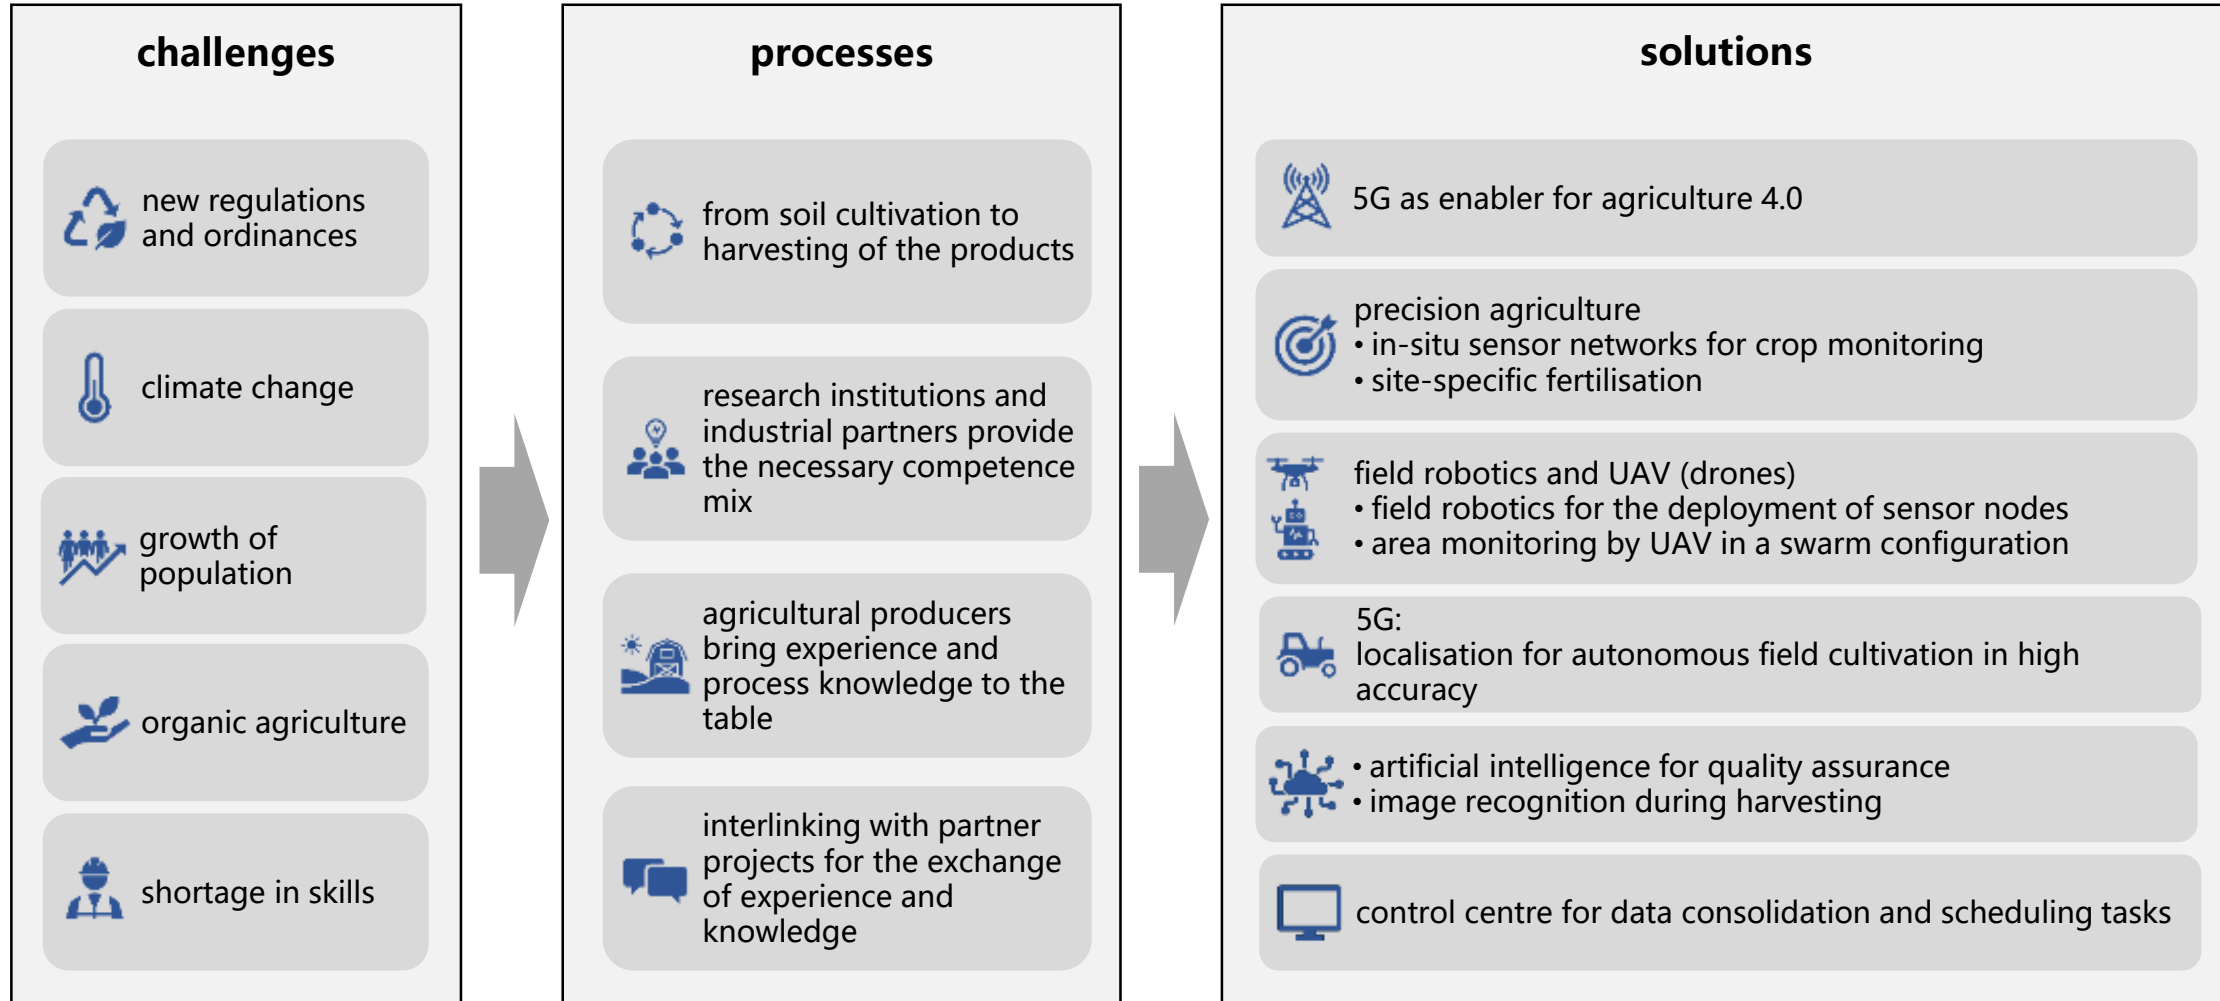 challenges
new regulations
and ordinances
climate change
growth of
population
organic agriculture
shortage in skills
processes
from soil cultivation to
harvesting of the products
research institutions and
industrial partners provide
the necessary competence
mix
agricultural producers
bring experience and
process knowledge to the
table
interlinking with partner
projects for the exchange
of experience and
knowledge
solutions
5G as enabler for agriculture 4.0
precision agriculture
• in-situ sensor networks for crop monitoring
• site-specific fertilisation
field robotics and UAV (drones)
• field robotics for the deployment of sensor nodes
• area monitoring by UAV in a swarm configuration
5G:
localisation for autonomous field cultivation in high
accuracy
• artificial intelligence for quality assurance
• image recognition during harvesting
control centre for data consolidation and scheduling tasks